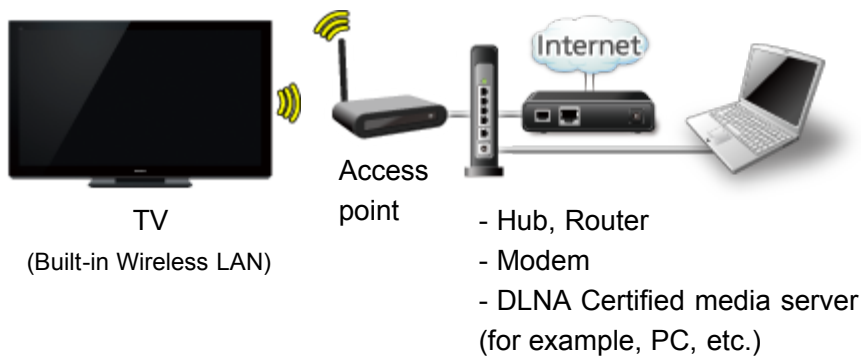 Internet
Access
point
TV
(Built-in Wireless LAN)
- Hub, Router
- Modem
- DLNA Certified media server
(for example, PC, etc.)